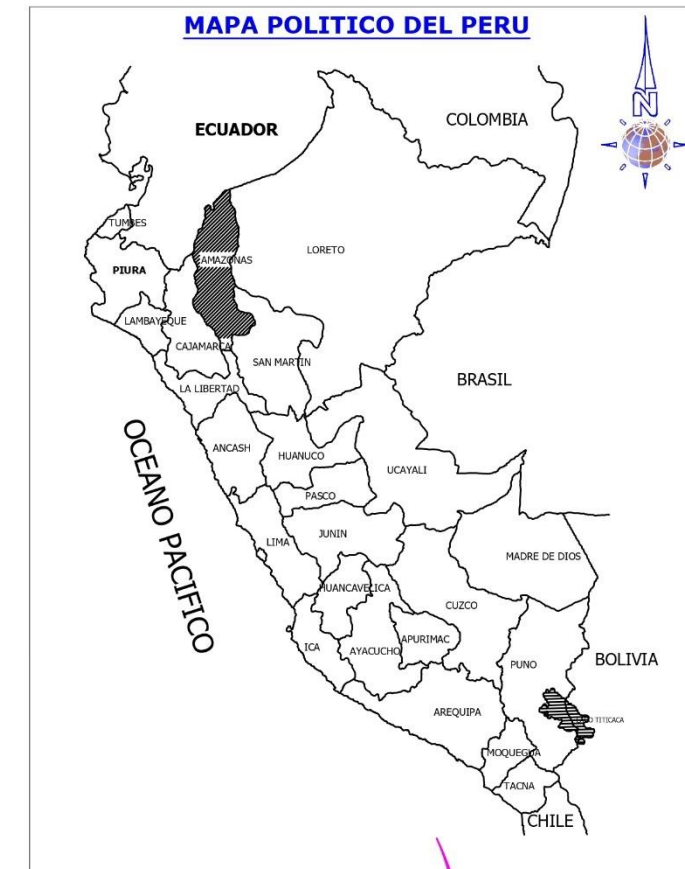 MAPA POLITICO DEL PERU
N
COLOMBIA
ECUADOR
TUMBES
LORETO
AMAZONAS
PIURA
LAMBAYEQUE
CAJAMARCA
SAN MARTIN
BRASIL
LA LIBERTAD
ANCASH
HUANUCO
UCAYALI
OCEANO PACIFICO
PASCO
LIMA
JUNIN
MADRE DE DIOS
HUANCAVELICA
CUZCO
ICA
AYACUCHO
APURIMAC
PUNO
BOLIVIA
AREQUIPA
TITICACA
MOQUEGUA
TACNA
CHILE